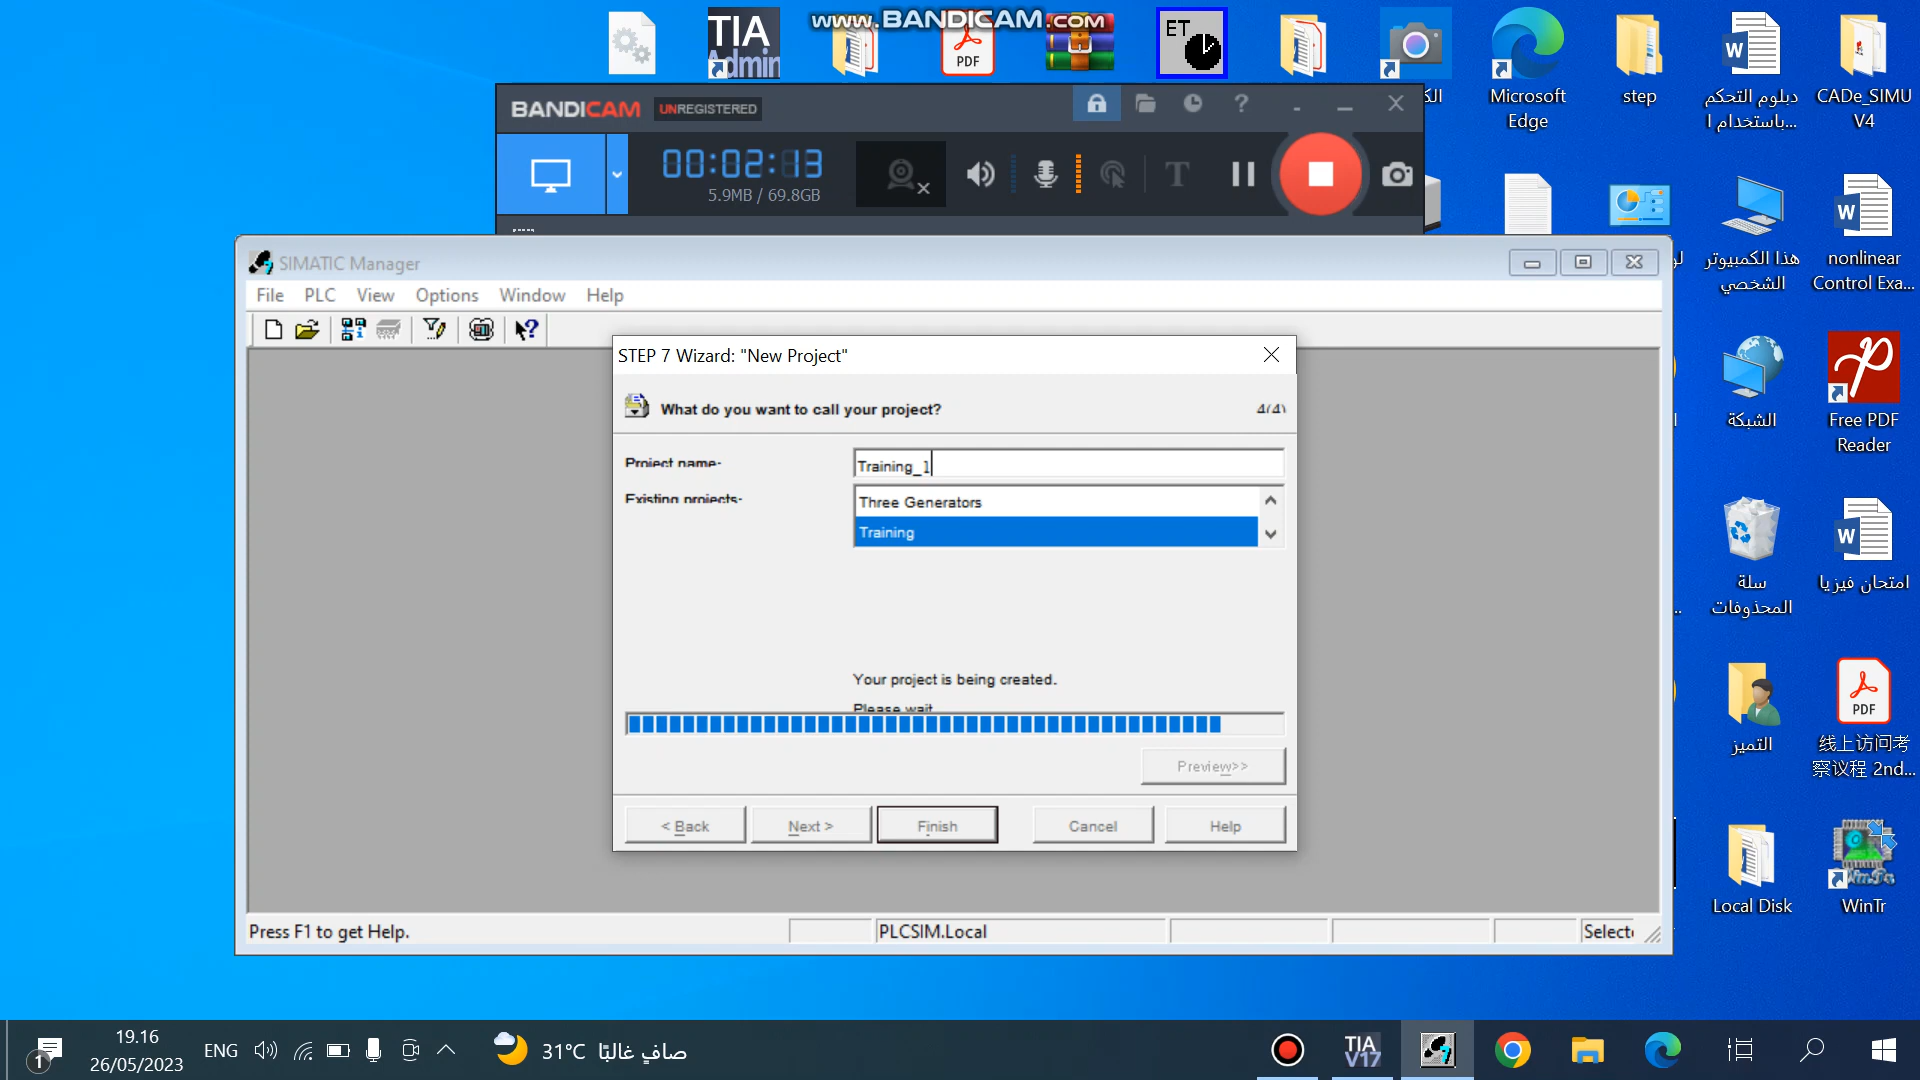 www.BANDICAM.com
TIA
Admin
PDF
ET
Microsoft
Edge
step
دبلوم التحكم
باستخدام ا...
CADe_SIMU
V4
BANDICAM
UNREGISTERED
00:02:13
5.9MB / 69.8GB
هذا الكمبيوتر
الشخصي
nonlinear
Control Exa...
SIMATIC Manager
File PLC View Options Window Help
STEP 7 Wizard: "New Project"
What do you want to call your project?
4(4)
Project name:
Training_1
Existing projects:
Three Generators
Training
Your project is being created.
Please wait
Preview>>
< Back
Next >
Finish
Cancel
Help
Press F1 to get Help.
PLCSIM.Local
Selecte
الشبكة
Free PDF
Reader
سلة
المحذوفات
امتحان فيزيا
التميز
PDF
线上访问考
察议程 2nd...
Local Disk
WinTr
1
19.16
26/05/2023
ENG
31°C صافٍ غالبًا
TIA
V17